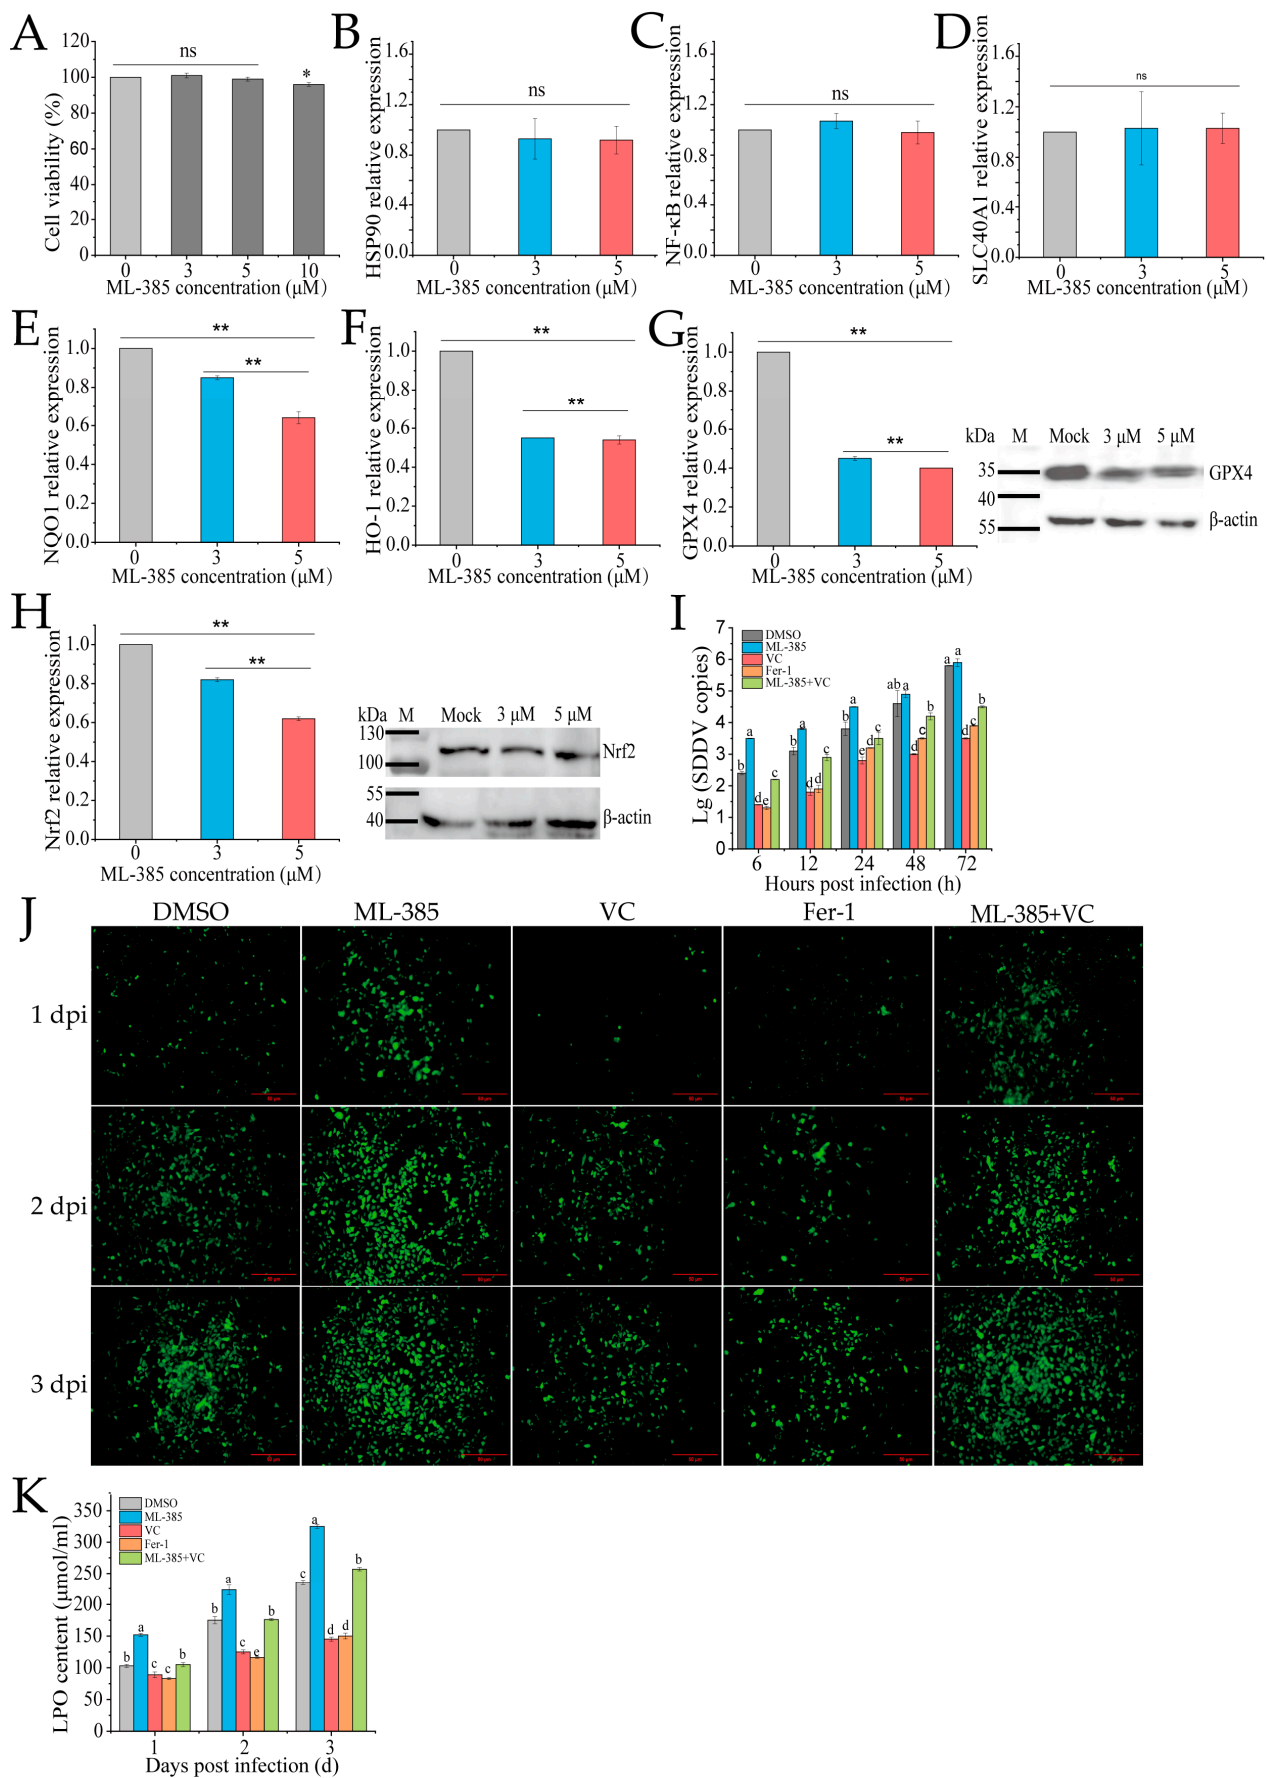 A
Cell viability (%)
120
100
80
60
40
20
0
ns
*
0 3 5 10
ML-385 concentration (μM)
B
HSP90 relative expression
1.6
1.2
0.8
0.4
0.0
ns
0 3 5
ML-385 concentration (μM)
C
NF-κB relative expression
1.6
1.2
0.8
0.4
0.0
ns
0 3 5
ML-385 concentration (μM)
D
SLC40A1 relative expression
1.6
1.2
0.8
0.4
0.0
ns
0 3 5
ML-385 concentration (μM)
E
NQO1 relative expression
1.0
0.8
0.6
0.4
0.2
0.0
**
**
0 3 5
ML-385 concentration (μM)
F
HO-1 relative expression
1.0
0.8
0.6
0.4
0.2
0.0
**
**
0 3 5
ML-385 concentration (μM)
G
GPX4 relative expression
1.0
0.8
0.6
0.4
0.2
0.0
**
**
0 3 5
ML-385 concentration (μM)
kDa M Mock 3 μM 5 μM
35 GPX4
40
55 β-actin
H
Nrf2 relative expression
1.0
0.8
0.6
0.4
0.2
0.0
**
**
0 3 5
ML-385 concentration (μM)
kDa M Mock 3 μM 5 μM
130
100
Nrf2
55
40
β-actin
I
Lg (SDDV copies)
7
6
5
4
3
2
1
0
DMSO
ML-385
VC
Fer-1
ML-385+VC
b a d e c
b a d d c
b a e d c
ab a d c b
a a d c b
6 12 24 48 72
Hours post infection (h)
J
DMSO ML-385 VC Fer-1 ML-385+VC
1 dpi
2 dpi
3 dpi
K
LPO centent (μmol/ml)
350
300
250
200
150
100
50
0
DMSO
ML-385
VC
Fer-1
ML-385+VC
b a c c b
b a c e b
c a d d b
1 2 3
Days post infection (d)